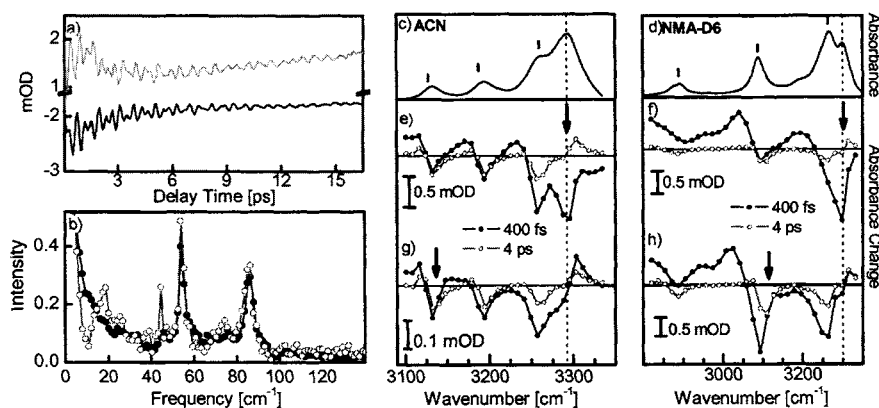 a)
2
1
-2
-3
mOD
3 6 9 12 15
Delay Time [ps]
b)
0.4
0.2
0.0
Intensity
0 20 40 60 80 100 120
Frequency [cm⁻¹]
c) ACN
e)
0.5 mOD
400 fs
4 ps
g)
0.1 mOD
3100 3200 3300
Wavenumber [cm⁻¹]
d) NMA-D6
f)
0.5 mOD
400 fs
4 ps
h)
0.5 mOD
3000 3200
Wavenumber [cm⁻¹]
Absorbance
Absorbance Change